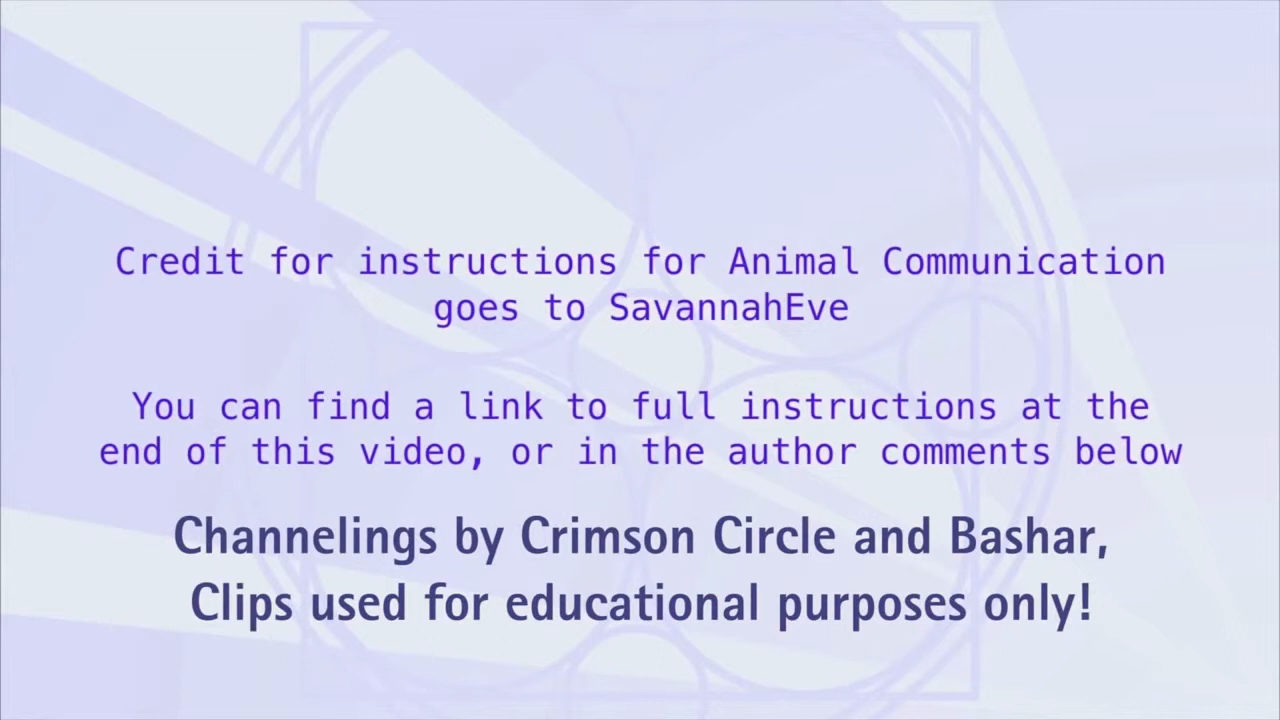 Credit for instructions for Animal Communication
goes to SavannahEve
You can find a link to full instructions at the
end of this video, or in the author comments below
Channelings by Crimson Circle and Bashar,
Clips used for educational purposes only!